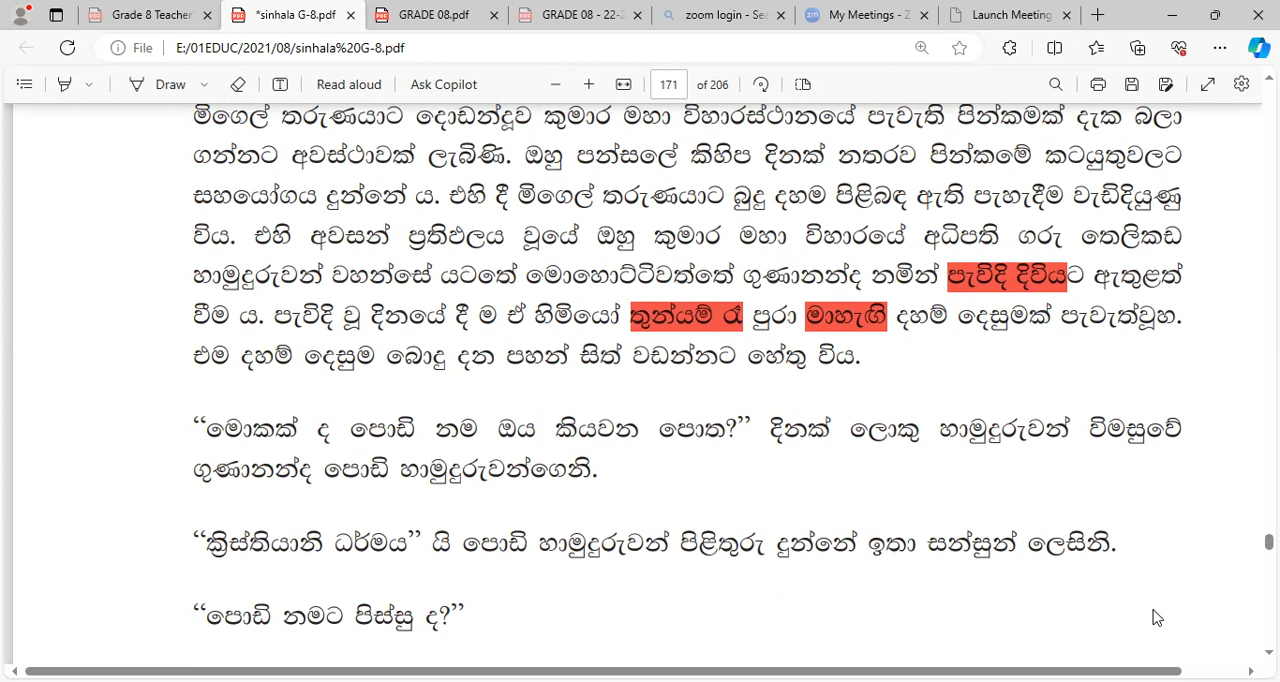 Grade 8 Teacher
*sinhala G-8.pdf
GRADE 08.pdf
GRADE 08 - 22-2
zoom login - Sea
My Meetings - Z
Launch Meeting
File
E:/01EDUC/2021/08/sinhala%20G-8.pdf
Draw
Read aloud
Ask Copilot
171
of 206
මිගෙල් තරුණයාට දොඩන්දූව කුමාර මහා විහාරස්ථානයේ පැවැති පින්කමක් දැක බලා
ගන්නට අවස්ථාවක් ලැබිණි. ඔහු පන්සලේ කිහිප දිනක් නතරව පින්කමේ කටයුතුවලට
සහයෝගය දුන්නේ ය. එහි දී මිගෙල් තරුණයාට බුදු දහම පිළිබඳ ඇති පැහැදීම වැඩිදියුණු
විය. එහි අවසන් ප්‍රතිඵලය වූයේ ඔහු කුමාර මහා විහාරයේ අධිපති ගරු තෙලිකඩ
හාමුදුරුවන් වහන්සේ යටතේ මොහොට්ටිවත්තේ ගුණානන්ද නමින් පැවිදි දිවියට ඇතුළත්
වීම ය. පැවිදි වූ දිනයේ දී ම ඒ හිමියෝ තුන්යම් රෑ පුරා මාහැඟි දහම් දෙසුමක් පැවැත්වූහ.
එම දහම් දෙසුම බොදු දන පහන් සිත් වඩන්නට හේතු විය.
“මොකක් ද පොඩි නම ඔය කියවන පොත?” දිනක් ලොකු හාමුදුරුවන් විමසුවේ
ගුණානන්ද පොඩි හාමුදුරුවන්ගෙනි.
“ක්‍රිස්තියානි ධර්මය” යි පොඩි හාමුදුරුවන් පිළිතුරු දුන්නේ ඉතා සන්සුන් ලෙසිනි.
“පොඩි නමට පිස්සු ද?”